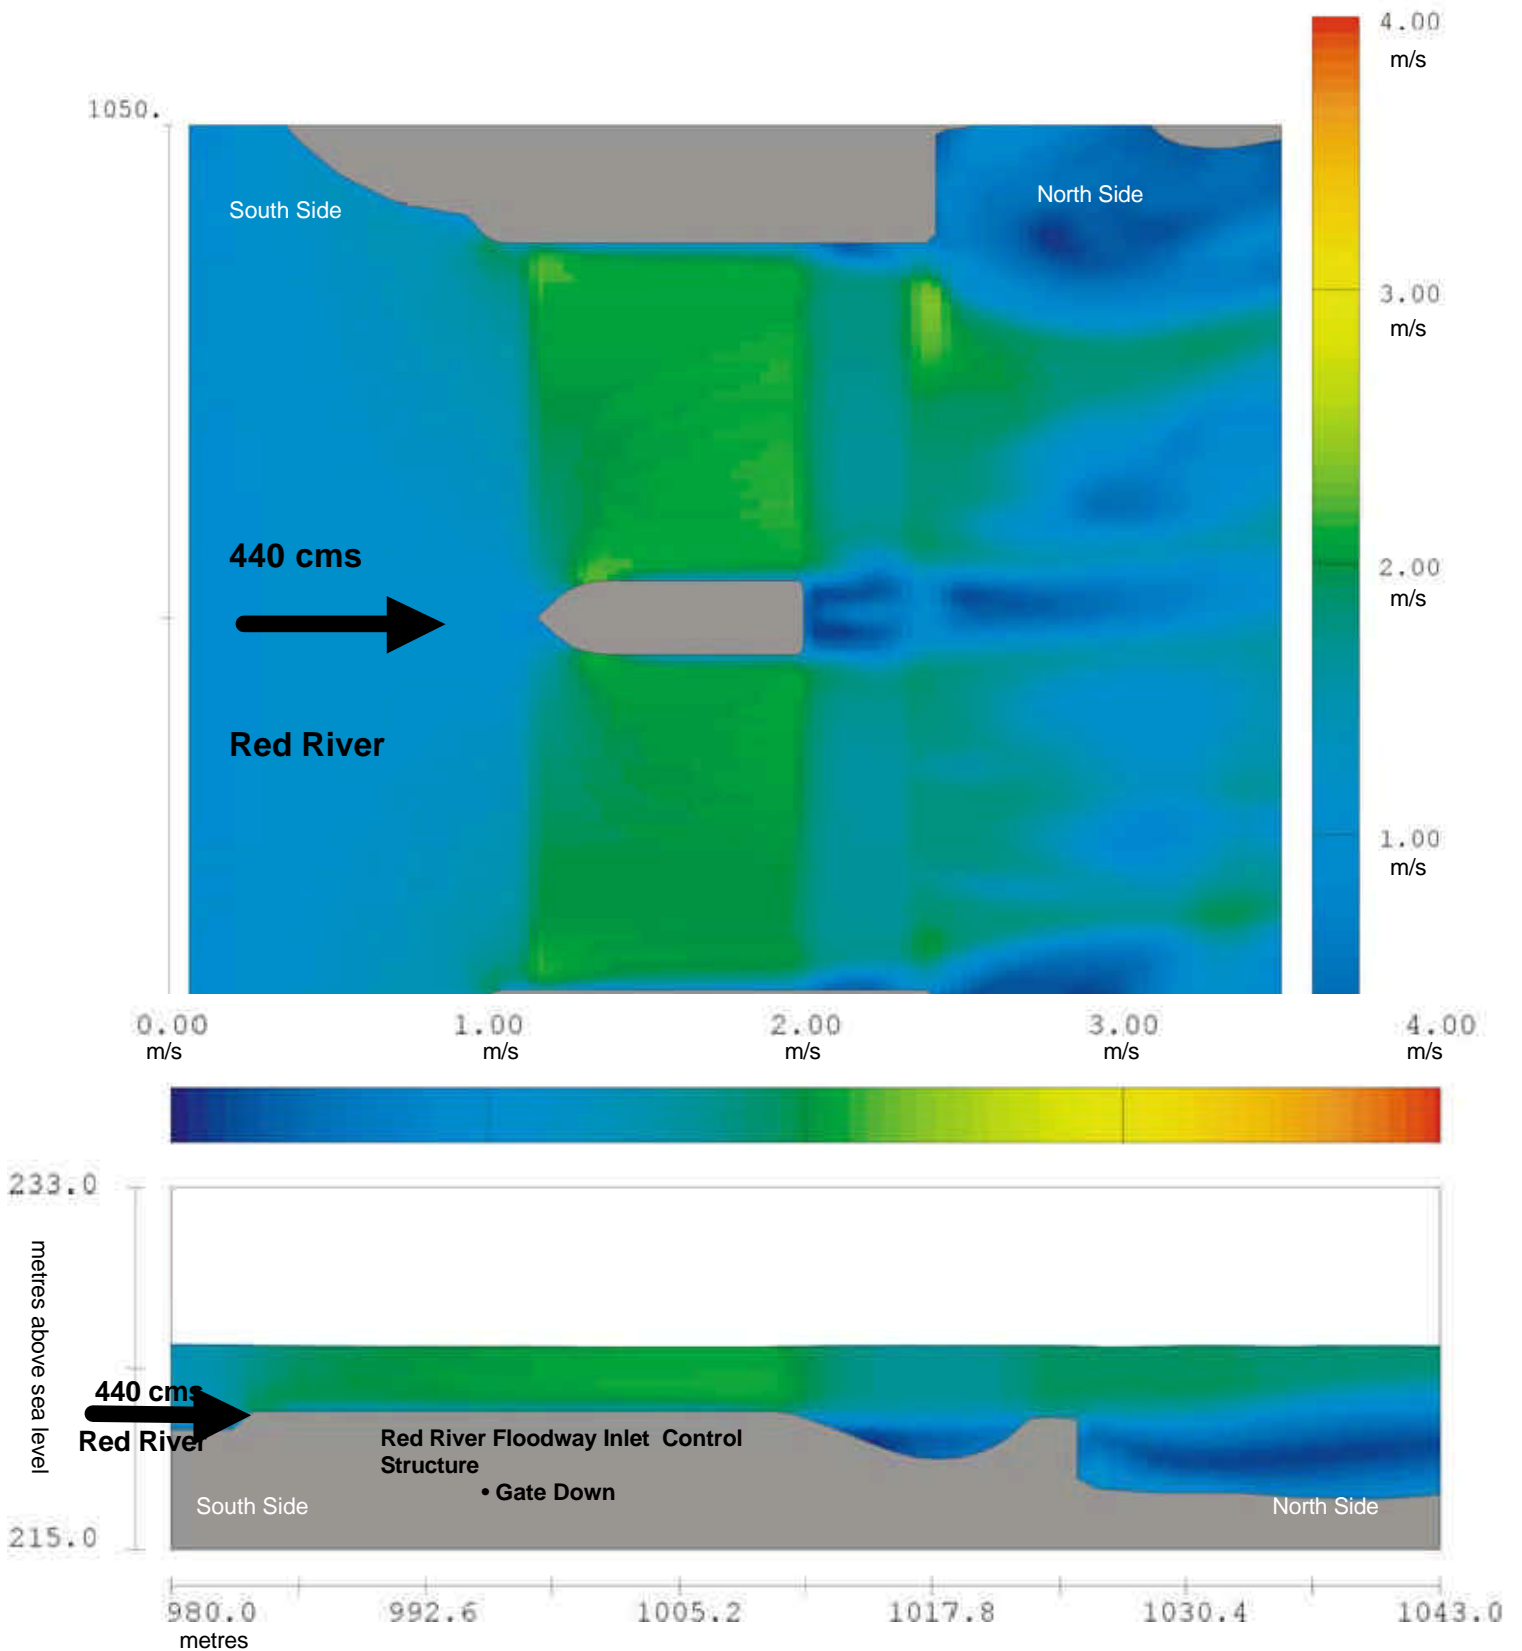 4.00
m/s
1050.
South Side
North Side
3.00
m/s
440 cms
2.00
m/s
Red River
1.00
m/s
0.00 1.00 2.00 3.00 4.00
m/s m/s m/s m/s m/s
233.0
metres above sea level
440 cms
Red River
Red River Floodway Inlet Control
Structure
• Gate Down
South Side
North Side
215.0
980.0 992.6 1005.2 1017.8 1030.4 1043.0
metres